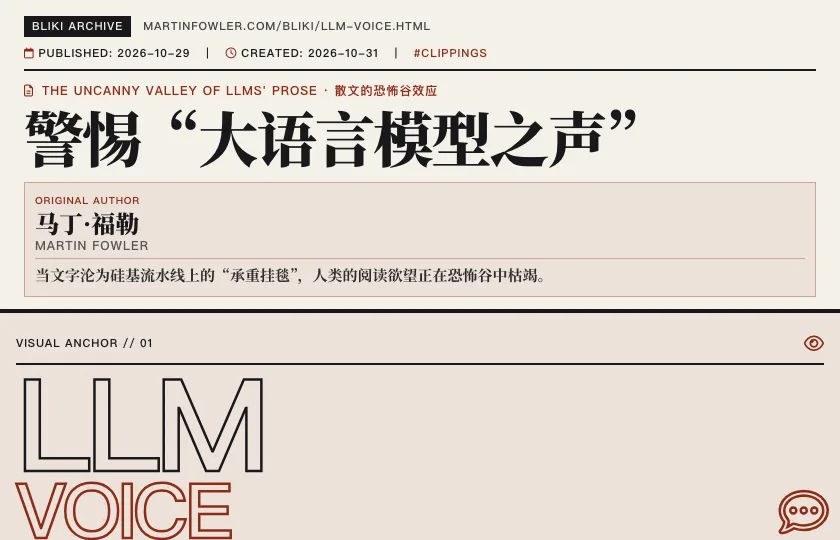 BLIKI ARCHIVE MARTINFOWLER.COM/BLIKI/LLM-VOICE.HTML
PUBLISHED: 2026-10-29 | CREATED: 2026-10-31 | #CLIPPINGS
THE UNCANNY VALLEY OF LLMS' PROSE · 散文的恐怖谷效应
警惕“大语言模型之声”
ORIGINAL AUTHOR
马丁·福勒
MARTIN FOWLER
当文字沦为硅基流水线上的“承重挂毯”，人类的阅读欲望正在恐怖谷中枯竭。
VISUAL ANCHOR // 01
LLM
VOICE